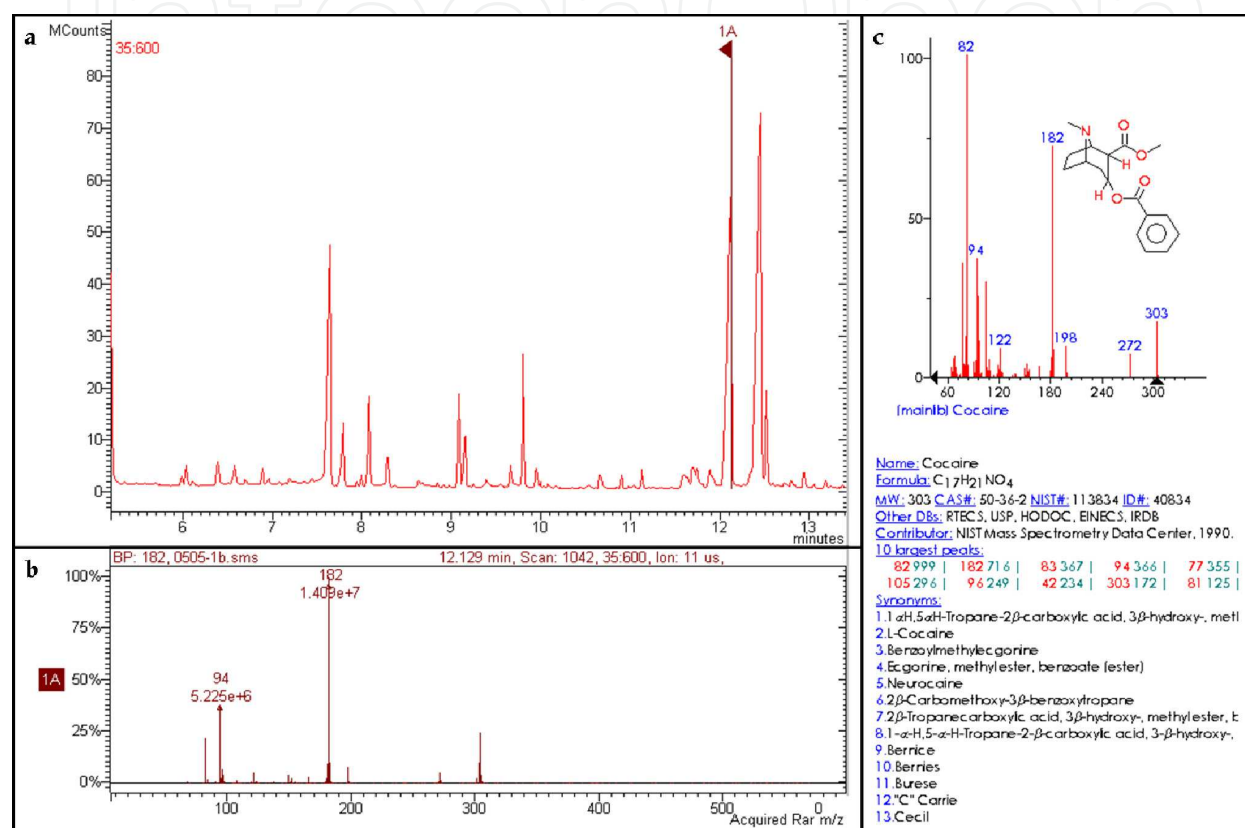 a
MCounts
35:600
1A
80
70
60
50
40
30
20
10
0
6
7
8
9
10
11
12
13
minutes
b
BP: 182, 0505-1b.sms 12.129 min, Scan: 1042, 35:600, Ion: 11 us,
100%
75%
50%
25%
0%
1A
182
1.409e+7
94
5.225e+6
100
200
300
400
500
0
Acquired Rar m/z
c
100
50
0
82
182
94
122
198
272
303
N
O
O
H
H
O
O
60
120
180
240
300
(mainlib) Cocaine
Name: Cocaine
Formula: C17H21NO4
MW: 303 CAS#: 50-36-2 NIST#: 113834 ID#: 40834
Other DBs: RTECS, USP, HODOC, EINECS, IRDB
Contributor: NIST Mass Spectrometry Data Center, 1990.
10 largest peaks:
82 999 | 182 716 | 83 367 | 94 366 | 77 355 |
105 296 | 96 249 | 42 234 | 303 172 | 81 125 |
Synonyms:
1.1αH,5αH-Tropane-2β-carboxylic acid, 3β-hydroxy-, metl
2.L-Cocaine
3.Benzoylmethylecgonine
4.Ecgonine, methyl ester, benzoate (ester)
5.Neurocaine
6.2β-Carbomethoxy-3β-benzoxytropane
7.2β-Tropanecarboxylic acid, 3β-hydroxy-, methyl ester, t
8.1-α-H,5-α-H-Tropane-2-β-carboxylic acid, 3-β-hydroxy-,
9.Bernice
10.Bernies
11.Burese
12."C" Carrie
13.Cecil